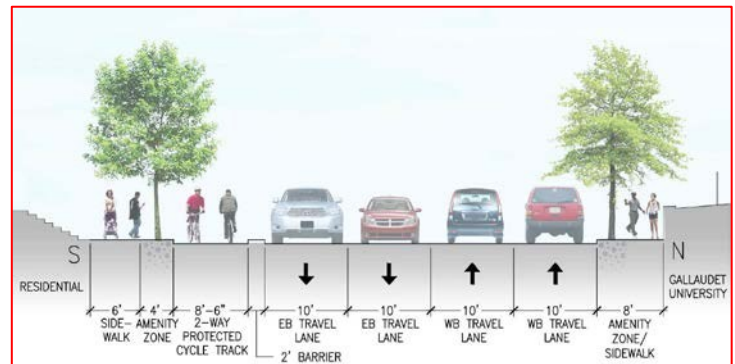 S
N
RESIDENTIAL
GALLAUDET
UNIVERSITY
6'
SIDE-
WALK
4'
AMENITY
ZONE
8'-6"
2-WAY
PROTECTED
CYCLE TRACK
2' BARRIER
10'
EB TRAVEL
LANE
10'
EB TRAVEL
LANE
10'
WB TRAVEL
LANE
10'
WB TRAVEL
LANE
8'
AMENITY
ZONE/
SIDEWALK